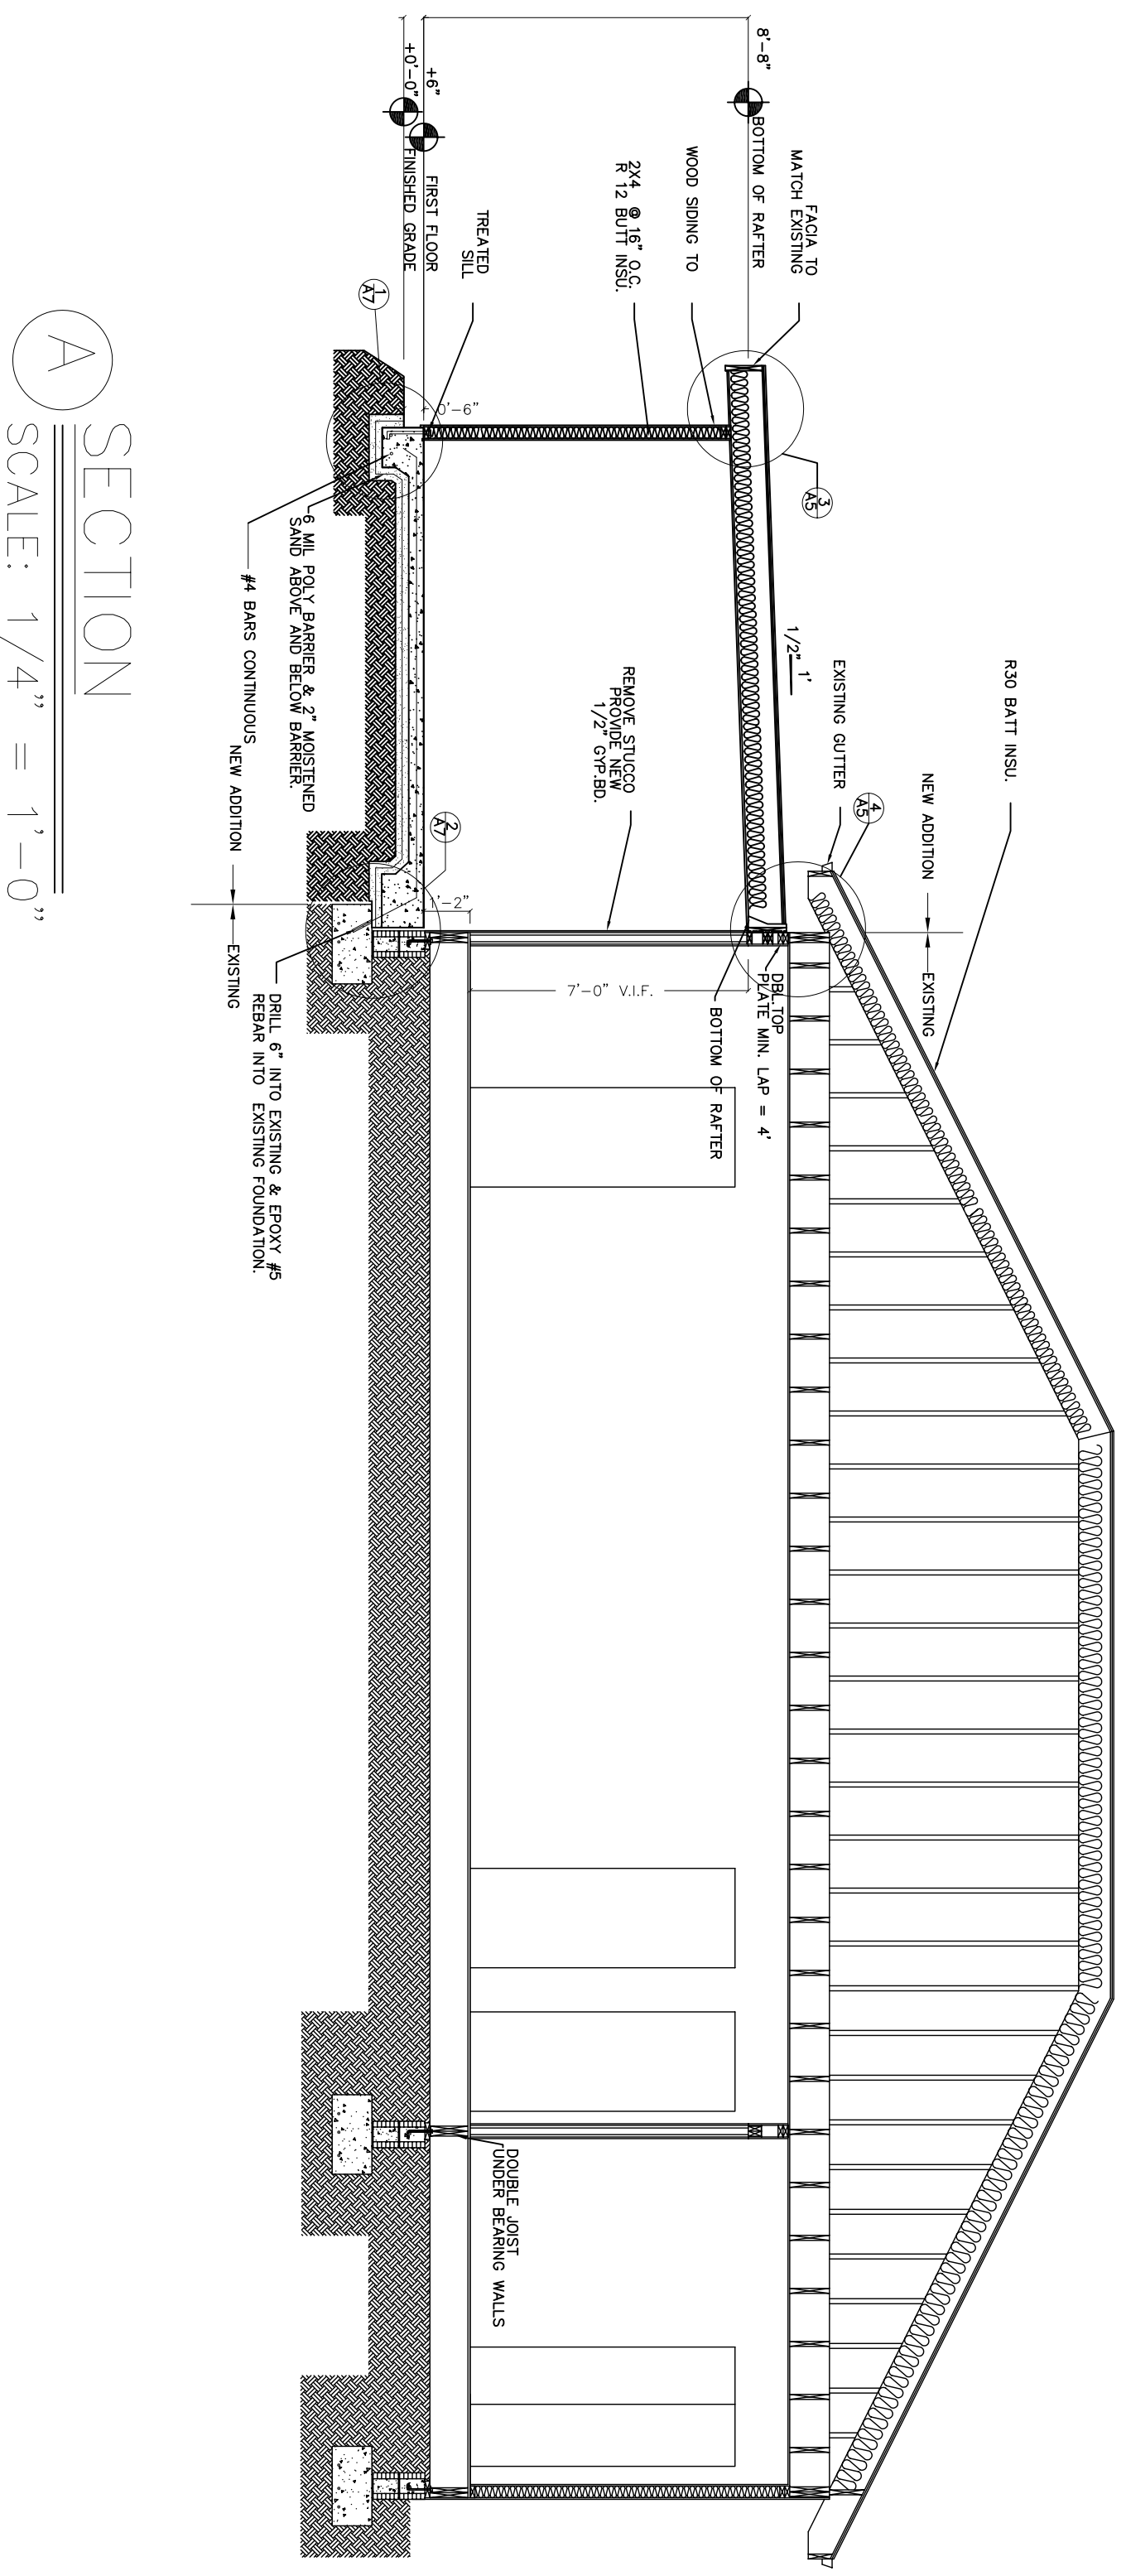 R30 BATT INSU.
NEW ADDITION
EXISTING
EXISTING GUTTER
4
A5
1/2"
1'
FACIA TO
MATCH EXISTING
3
A5
8'-8"
BOTTOM OF RAFTER
WOOD SIDING TO
2X4 @ 16" O.C.
R 12 BUTT INSU.
REMOVE STUCCO
PROVIDE NEW
1/2" GYP.BD.
DBL.TOP
PLATE MIN. LAP = 4'
BOTTOM OF RAFTER
7'-0" V.I.F.
TREATED
SILL
+6"
FIRST FLOOR
+0'-0"
FINISHED GRADE
0'-6"
1'-2"
1
A7
2
A7
DOUBLE JOIST
UNDER BEARING WALLS
6 MIL POLY BARRIER & 2" MOISTENED
SAND ABOVE AND BELOW BARRIER.
#4 BARS CONTINUOUS
DRILL 6" INTO EXISTING & EPOXY #5
REBAR INTO EXISTING FOUNDATION.
NEW ADDITION
EXISTING
A
SECTION
SCALE: 1/4" = 1'-0"